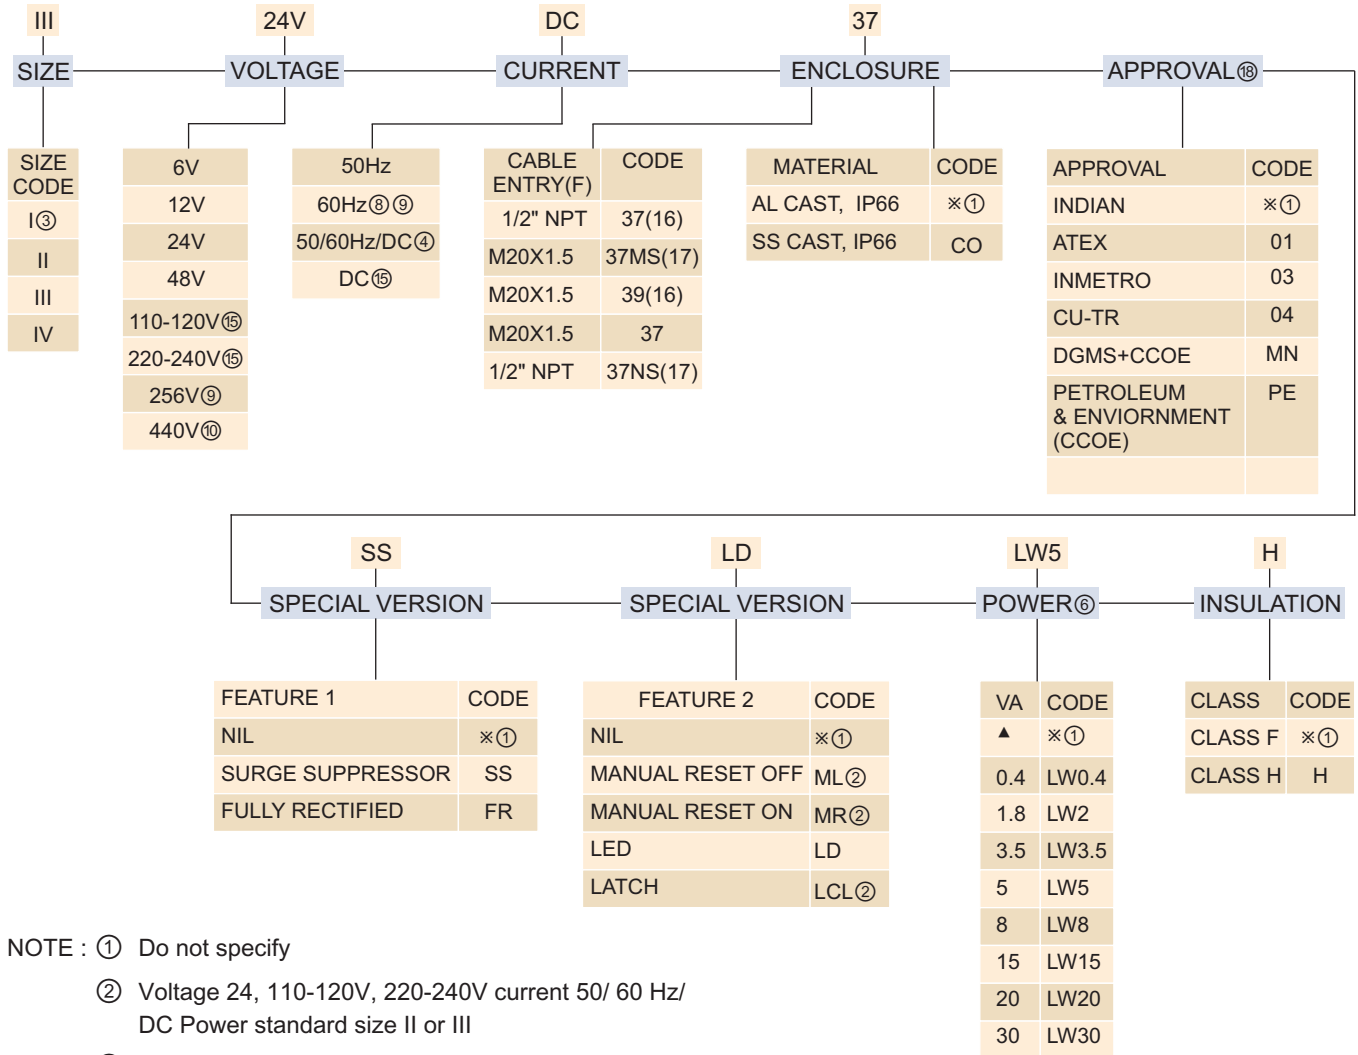 III 24V DC 37
SIZE VOLTAGE CURRENT ENCLOSURE APPROVAL⑱
SIZE
CODE
I③
II
III
IV
6V
12V
24V
48V
110-120V⑮
220-240V⑮
256V⑨
440V⑩
50Hz
60Hz⑧⑨
50/60Hz/DC④
DC⑮
CABLE CODE
ENTRY(F)
1/2" NPT 37(16)
M20X1.5 37MS(17)
M20X1.5 39(16)
M20X1.5 37
1/2" NPT 37NS(17)
MATERIAL CODE
AL CAST, IP66 ※①
SS CAST, IP66 CO
APPROVAL CODE
INDIAN ※①
ATEX 01
INMETRO 03
CU-TR 04
DGMS+CCOE MN
PETROLEUM PE
& ENVIORNMENT
(CCOE)
SS LD LW5 H
SPECIAL VERSION SPECIAL VERSION POWER⑥ INSULATION
FEATURE 1 CODE
NIL ※①
SURGE SUPPRESSOR SS
FULLY RECTIFIED FR
FEATURE 2 CODE
NIL ※①
MANUAL RESET OFF ML②
MANUAL RESET ON MR②
LED LD
LATCH LCL②
VA CODE
▲ ※①
0.4 LW0.4
1.8 LW2
3.5 LW3.5
5 LW5
8 LW8
15 LW15
20 LW20
30 LW30
CLASS CODE
CLASS F ※①
CLASS H H
NOTE : ① Do not specify
② Voltage 24, 110-120V, 220-240V current 50/ 60 Hz/
DC Power standard size II or III